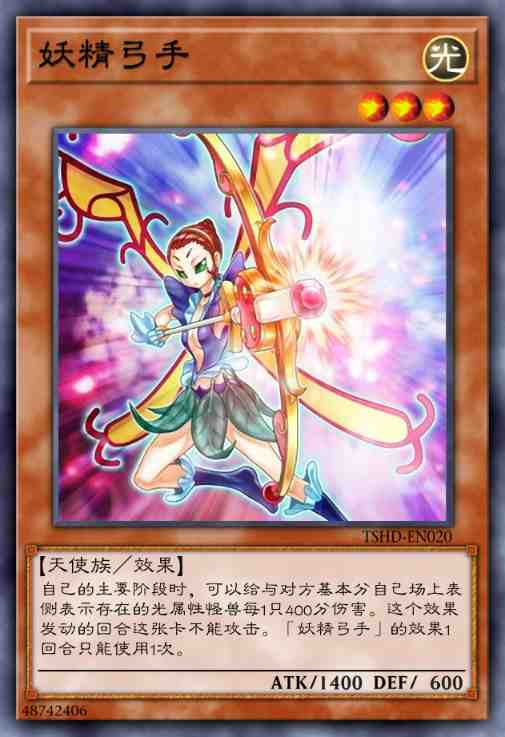 妖精弓手
光
TSHD-EN020
【天使族／效果】
自己的主要阶段时，可以给与对方基本分自己场上表
侧表示存在的光属性怪兽每1只400分伤害。这个效果
发动的回合这张卡不能攻击。「妖精弓手」的效果1
回合只能使用1次。
ATK/1400 DEF/ 600
48742406